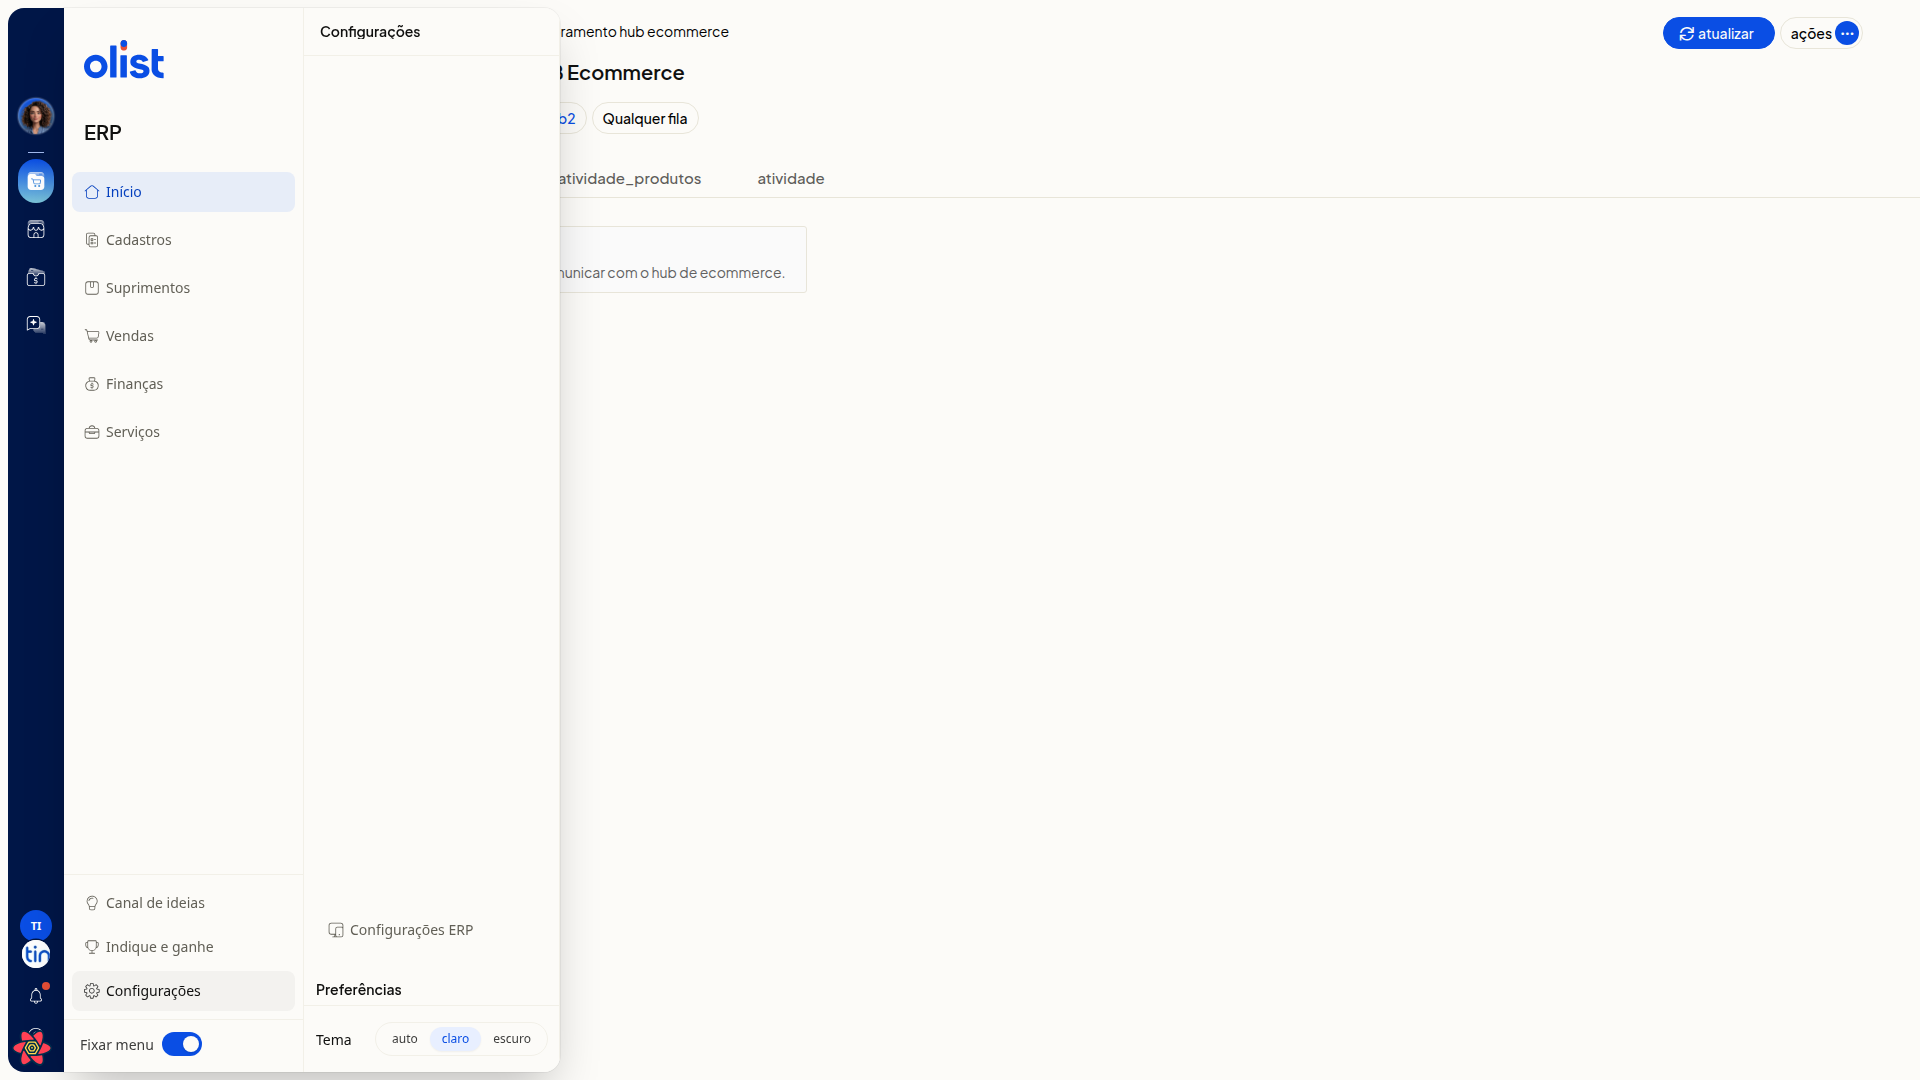 olist
ERP
Início
Cadastros
Suprimentos
Vendas
Finanças
Serviços
Canal de ideias
Indique e ganhe
Configurações
Fixar menu
TI
tin
Configurações
Configurações ERP
Preferências
Tema
auto
claro
escuro
ramento hub ecommerce
Ecommerce
b2
Qualquer fila
atividade_produtos
atividade
unicar com o hub de ecommerce.
atualizar
ações